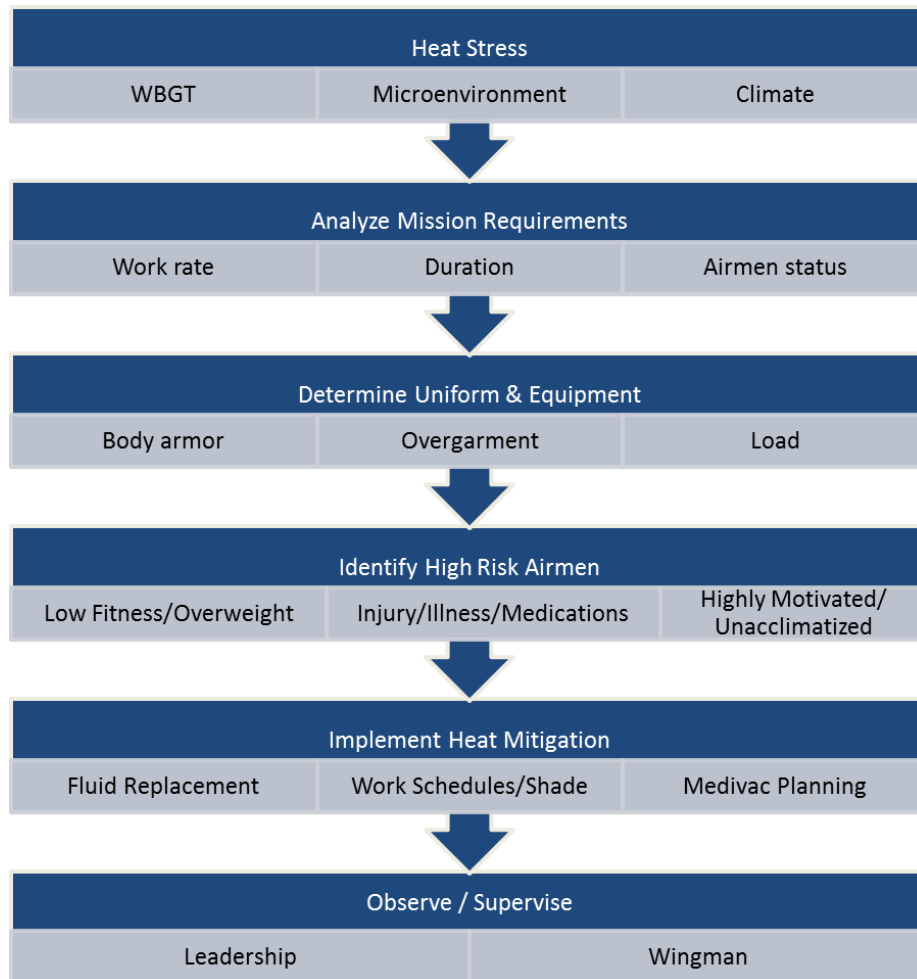 Heat Stress
WBGT
Microenvironment
Climate
Analyze Mission Requirements
Work rate
Duration
Airmen status
Determine Uniform & Equipment
Body armor
Overgarment
Load
Identify High Risk Airmen
Low Fitness/Overweight
Injury/Illness/Medications
Highly Motivated/
Unacclimatized
Implement Heat Mitigation
Fluid Replacement
Work Schedules/Shade
Medivac Planning
Observe / Supervise
Leadership
Wingman